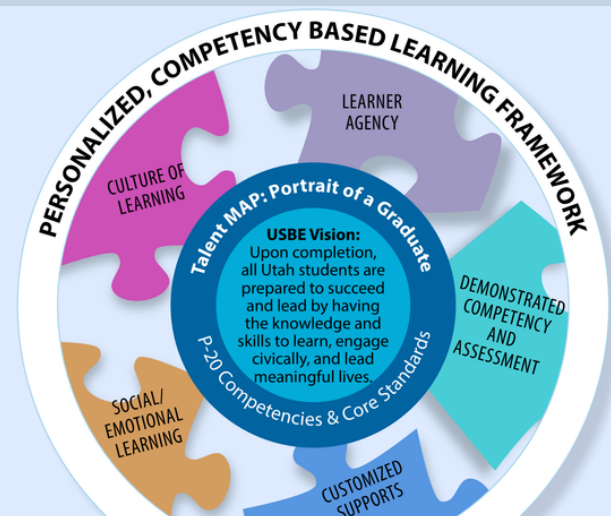 PERSONALIZED, COMPETENCY BASED LEARNING FRAMEWORK
LEARNER
AGENCY
CULTURE OF
LEARNING
Talent MAP: Portrait of a Graduate
USBE Vision:
Upon completion,
all Utah students are
prepared to succeed
and lead by having
the knowledge and
skills to learn, engage
civically, and lead
meaningful lives.
P-20 Competencies & Core Standards
DEMONSTRATED
COMPETENCY
AND
ASSESSMENT
SOCIAL/
EMOTIONAL
LEARNING
CUSTOMIZED
SUPPORTS